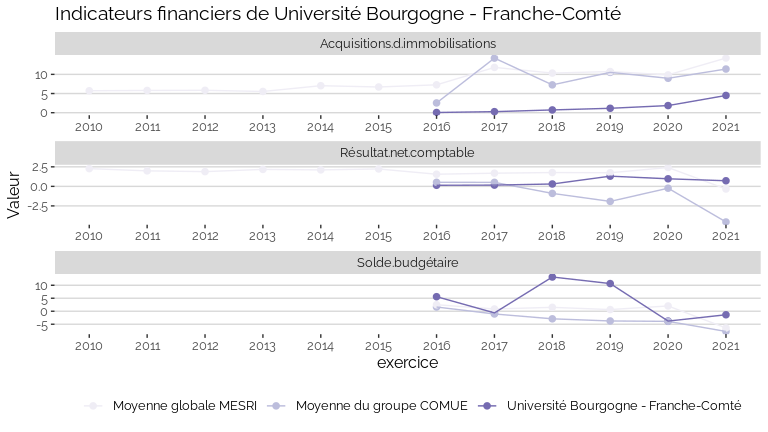 Indicateurs financiers de Université Bourgogne - Franche-Comté
Acquisitions.d.immobilisations
10
5
0
2010 2011 2012 2013 2014 2015 2016 2017 2018 2019 2020 2021
Résultat.net.comptable
2.5
0.0
-2.5
2010 2011 2012 2013 2014 2015 2016 2017 2018 2019 2020 2021
Solde.budgétaire
10
5
0
-5
2010 2011 2012 2013 2014 2015 2016 2017 2018 2019 2020 2021
Valeur
exercice
Moyenne globale MESRI Moyenne du groupe COMUE Université Bourgogne - Franche-Comté